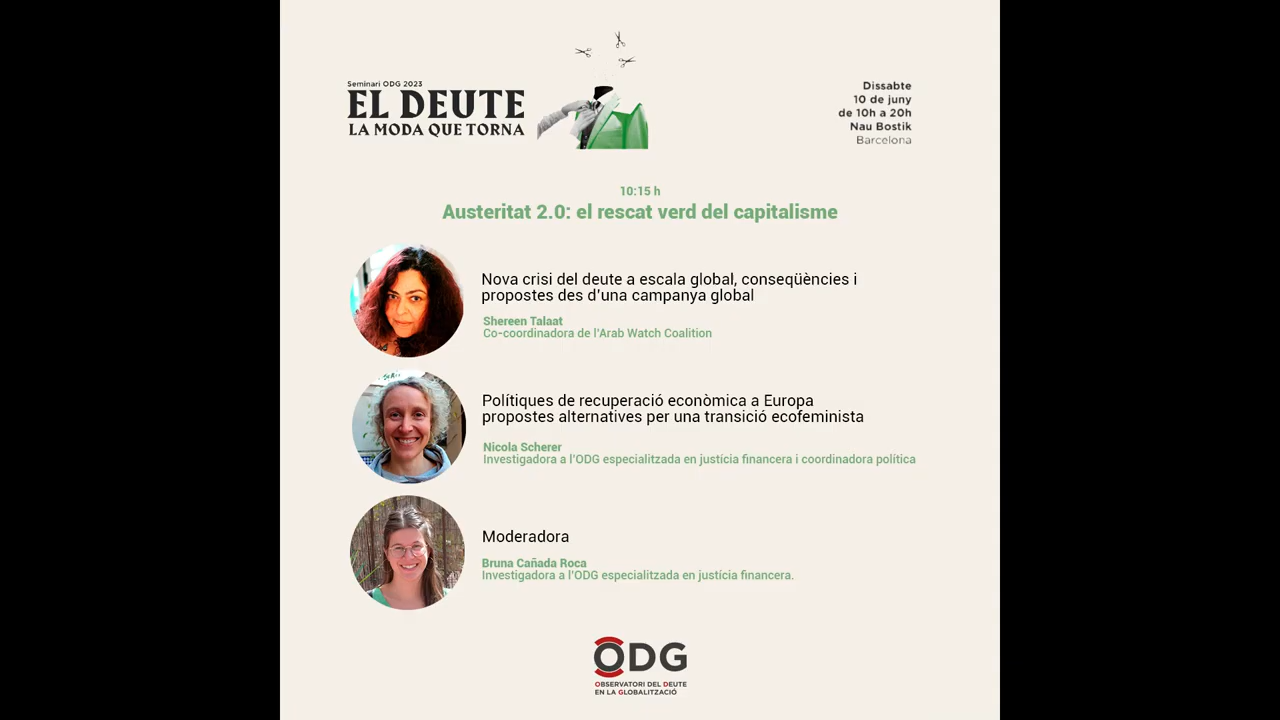 Seminari ODG 2023
EL DEUTE
LA MODA QUE TORNA
Dissabte
10 de juny
de 10h a 20h
Nau Bostik
Barcelona
10:15 h
Austeritat 2.0: el rescat verd del capitalisme
Nova crisi del deute a escala global, conseqüències i
propostes des d'una campanya global
Shereen Talaat
Co-coordinadora de l'Arab Watch Coalition
Polítiques de recuperació econòmica a Europa
propostes alternatives per una transició ecofeminista
Nicola Scherer
Investigadora a l'ODG especialitzada en justícia financera i coordinadora política
Moderadora
Bruna Cañada Roca
Investigadora a l'ODG especialitzada en justícia financera.
ODG
OBSERVATORI DEL DEUTE
EN LA GLOBALITZACIÓ